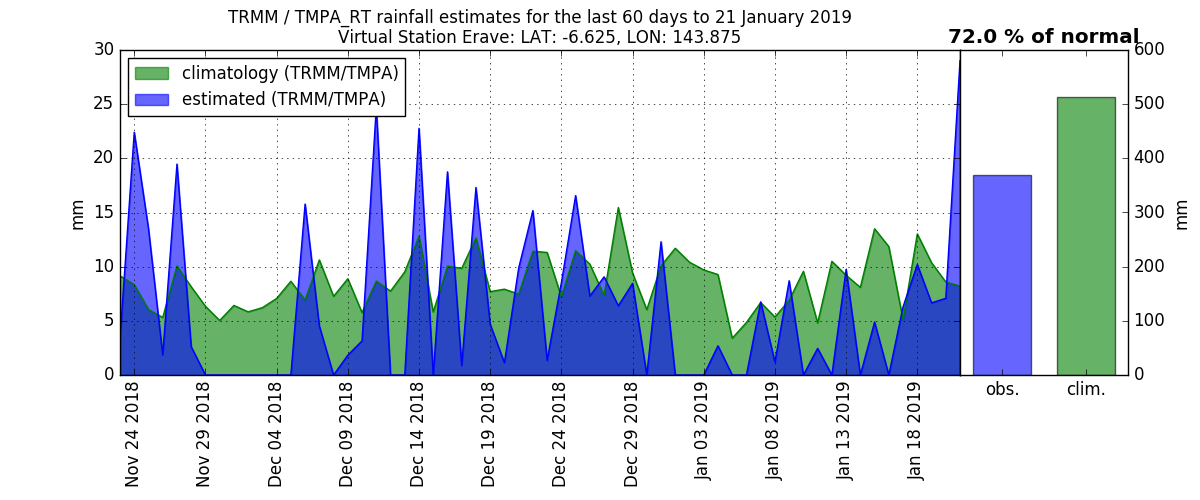 TRMM / TMPA_RT rainfall estimates for the last 60 days to 21 January 2019
Virtual Station Erave: LAT: -6.625, LON: 143.875
72.0 % of normal
climatology (TRMM/TMPA)
estimated (TRMM/TMPA)
mm
30
25
20
15
10
5
0
Nov 24 2018
Nov 29 2018
Dec 04 2018
Dec 09 2018
Dec 14 2018
Dec 19 2018
Dec 24 2018
Dec 29 2018
Jan 03 2019
Jan 08 2019
Jan 13 2019
Jan 18 2019
obs.
clim.
600
500
400
300
200
100
0
mm